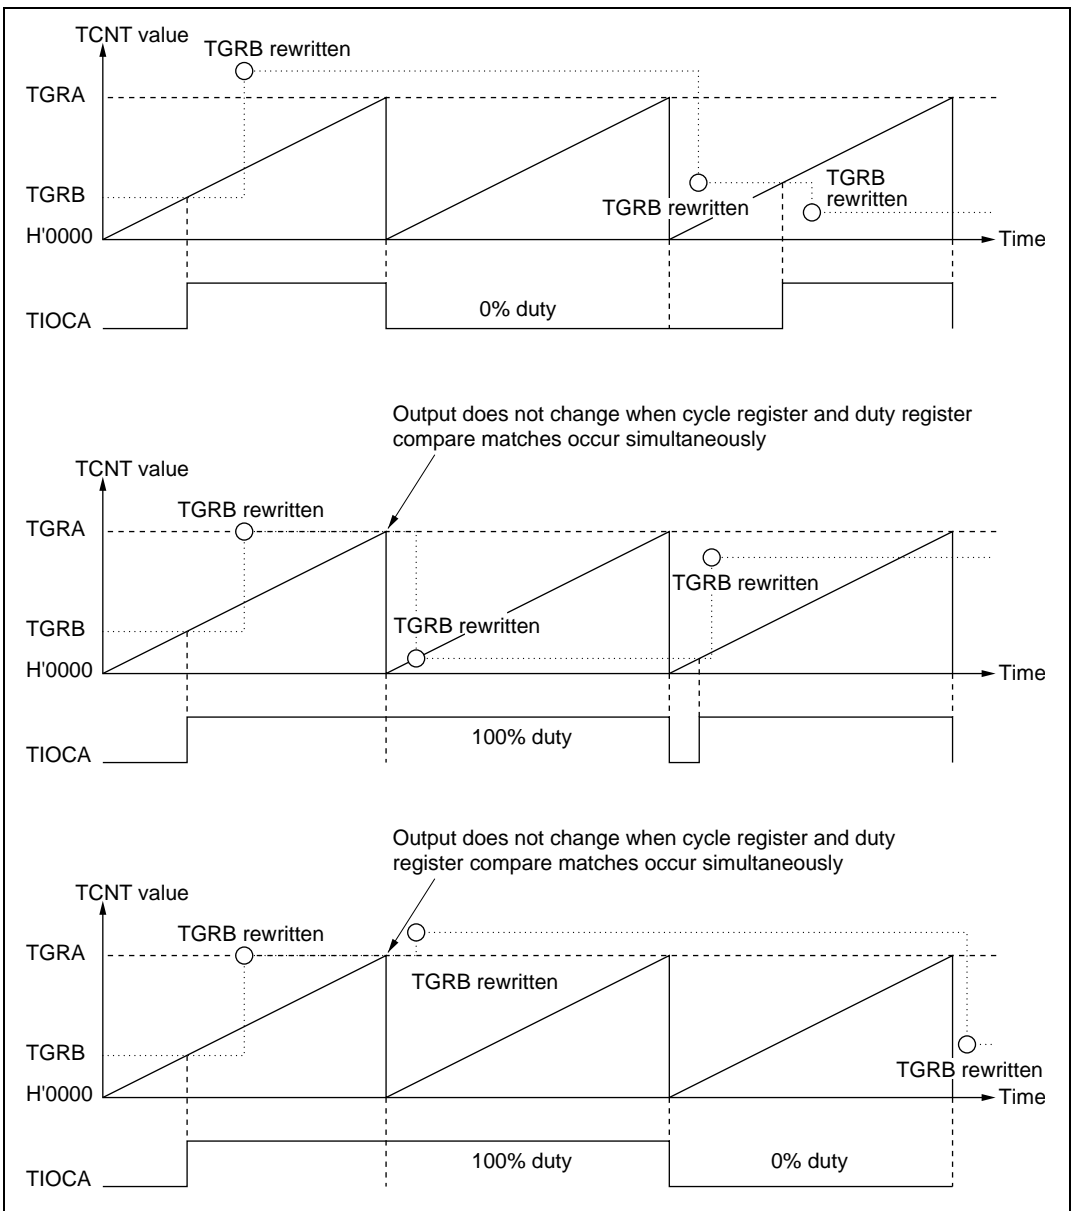 TCNT value
TGRB rewritten
TGRA
TGRB
TGRB rewritten
TGRB
rewritten
H'0000
Time
TIOCA
0% duty
Output does not change when cycle register and duty register
compare matches occur simultaneously
TCNT value
TGRB rewritten
TGRA
TGRB rewritten
TGRB
TGRB rewritten
H'0000
Time
TIOCA
100% duty
Output does not change when cycle register and duty
register compare matches occur simultaneously
TCNT value
TGRB rewritten
TGRA
TGRB rewritten
TGRB
TGRB rewritten
H'0000
Time
TIOCA
100% duty
0% duty